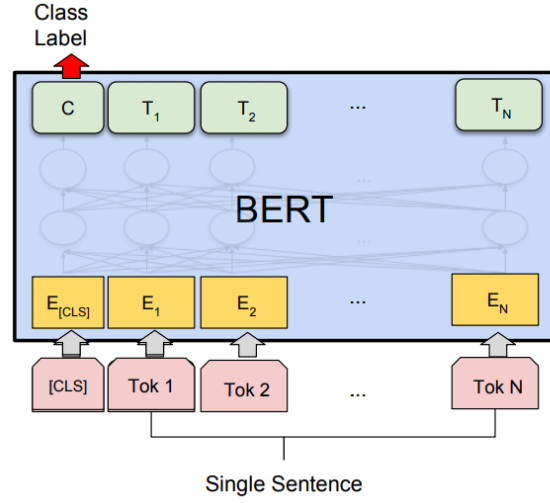 Class
Label
C T1 T2 ... TN
...
BERT
...
E[CLS] E1 E2 ... EN
[CLS] Tok 1 Tok 2 ... Tok N
Single Sentence